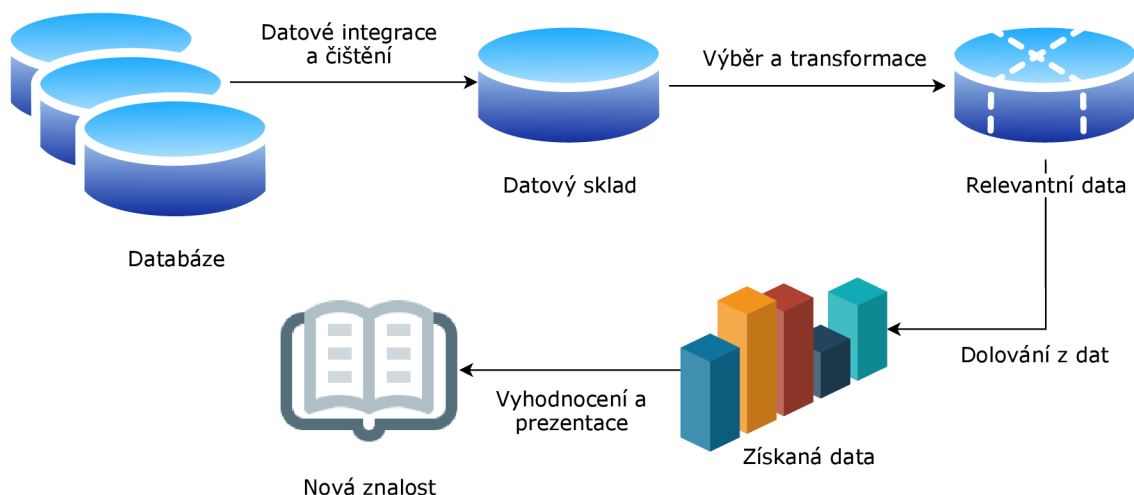 Datové integrace
a čištění
Výběr a transformace
Databáze
Datový sklad
Relevantní data
Dolování z dat
Vyhodnocení a
prezentace
Získaná data
Nová znalost